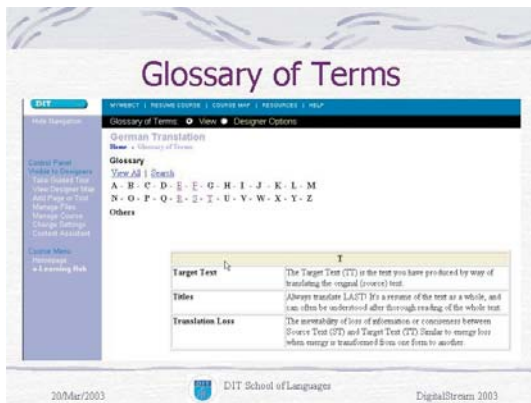 Glossary of Terms
DIT
MYWEBCT | RESUME COURSE | COURSE MAP | RESOURCES | HELP
Hide Navigation
Glossary of Terms: View Designer Options
German Translation
Home › Glossary of Terms
Control Panel
Visible to Designers
Take Guided Tour
View Designer Map
Add Page or Tool
Manage Files
Manage Course
Change Settings
Content Assistant
Course Menu
Homepage
e-Learning Hub
Glossary
View All | Search
A - B - C - D - E - F - G - H - I - J - K - L - M
N - O - P - Q - R - S - T - U - V - W - X - Y - Z
Others
T
Target Text
The Target Text (TT) is the text you have produced by way of
translating the original (source) text.
Titles
Always translate LAST! It's a resume of the text as a whole, and
can often be understood after thorough reading of the whole text.
Translation Loss
The inevitability of loss of information or conciseness between
Source Text (ST) and Target Text (TT) Similar to energy loss
when energy is transformed from one form to another.
20/Mar/2003
DIT School of Languages
DigitalStream 2003